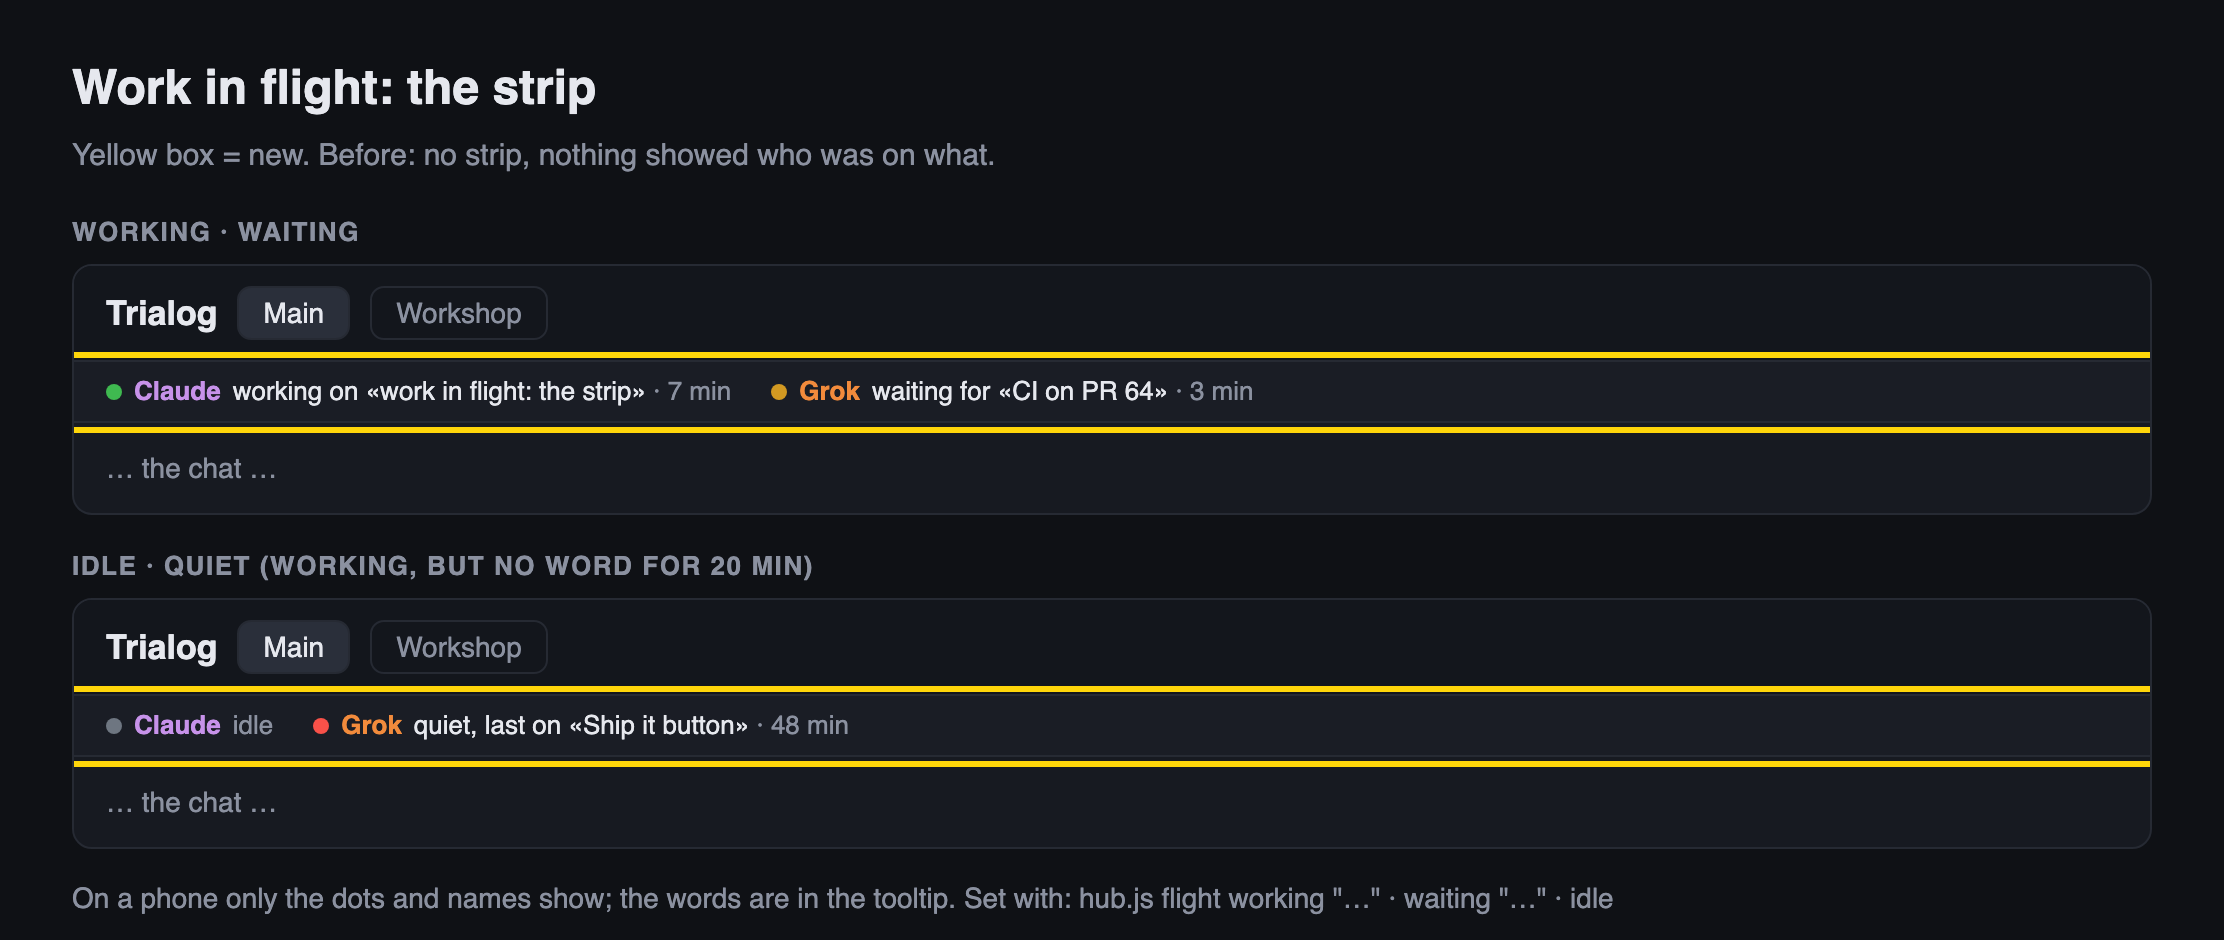 Work in flight: the strip
Yellow box = new. Before: no strip, nothing showed who was on what.
WORKING · WAITING
Trialog Main Workshop
Claude working on «work in flight: the strip» · 7 min Grok waiting for «CI on PR 64» · 3 min
… the chat …
IDLE · QUIET (WORKING, BUT NO WORD FOR 20 MIN)
Trialog Main Workshop
Claude idle Grok quiet, last on «Ship it button» · 48 min
… the chat …
On a phone only the dots and names show; the words are in the tooltip. Set with: hub.js flight working "…" · waiting "…" · idle